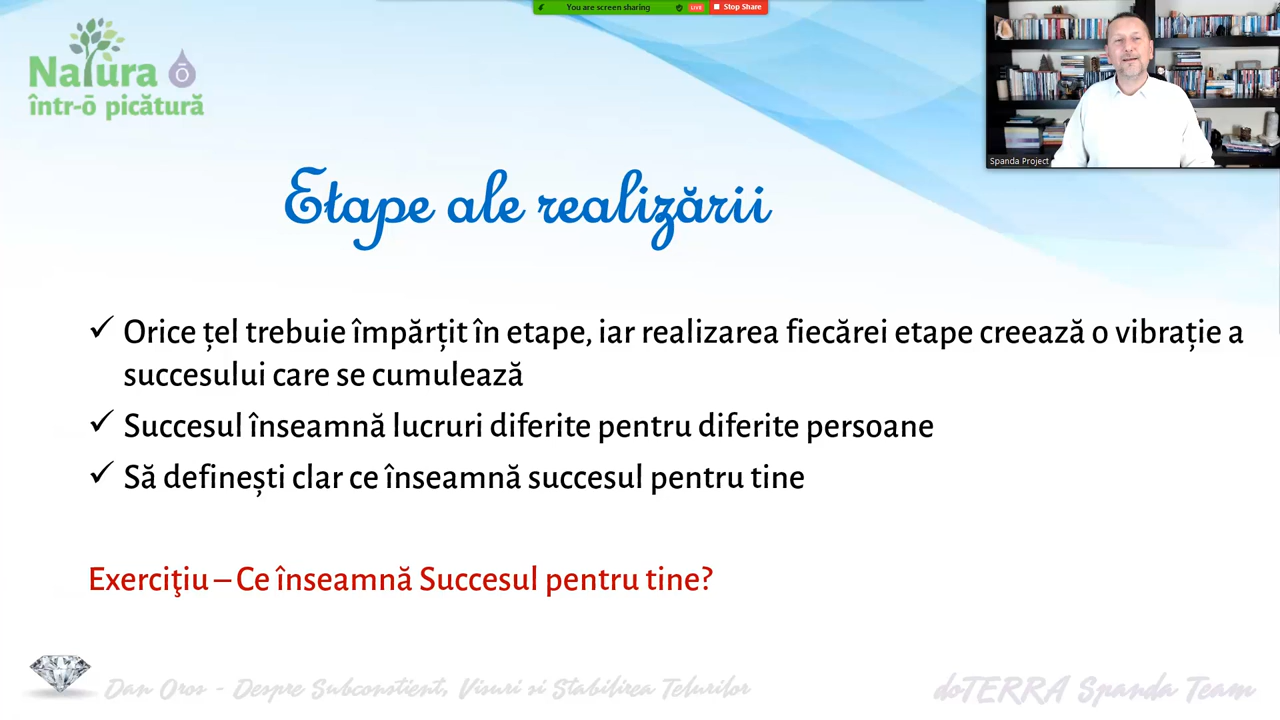 You are screen sharing LIVE Stop Share
Natura
într-ō picătură
Spanda Project
Etape ale realizării
✓ Orice țel trebuie împărțit în etape, iar realizarea fiecărei etape creează o vibrație a
succesului care se cumulează
✓ Succesul înseamnă lucruri diferite pentru diferite persoane
✓ Să definești clar ce înseamnă succesul pentru tine
Exerciţiu – Ce înseamnă Succesul pentru tine?
Dan Oros - Despre Subconstient, Visuri si Stabilirea Telurilor
doTERRA Spanda Team